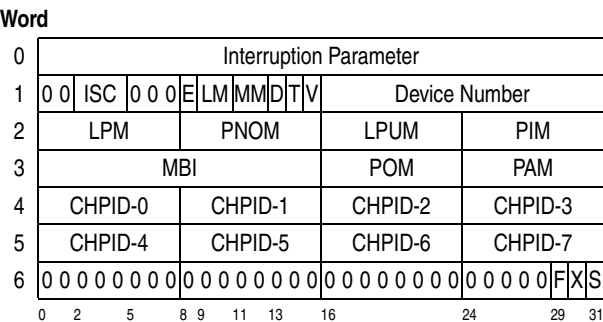 Word
0 Interruption Parameter
1 0 0 ISC 0 0 0 E LM MM D T V Device Number
2 LPM PNOM LPUM PIM
3 MBI POM PAM
4 CHPID-0 CHPID-1 CHPID-2 CHPID-3
5 CHPID-4 CHPID-5 CHPID-6 CHPID-7
6 0 0 0 0 0 0 0 0 0 0 0 0 0 0 0 0 0 0 0 0 0 0 0 0 0 0 0 0 0 F X S
0 2 5 8 9 11 13 16 24 29 31